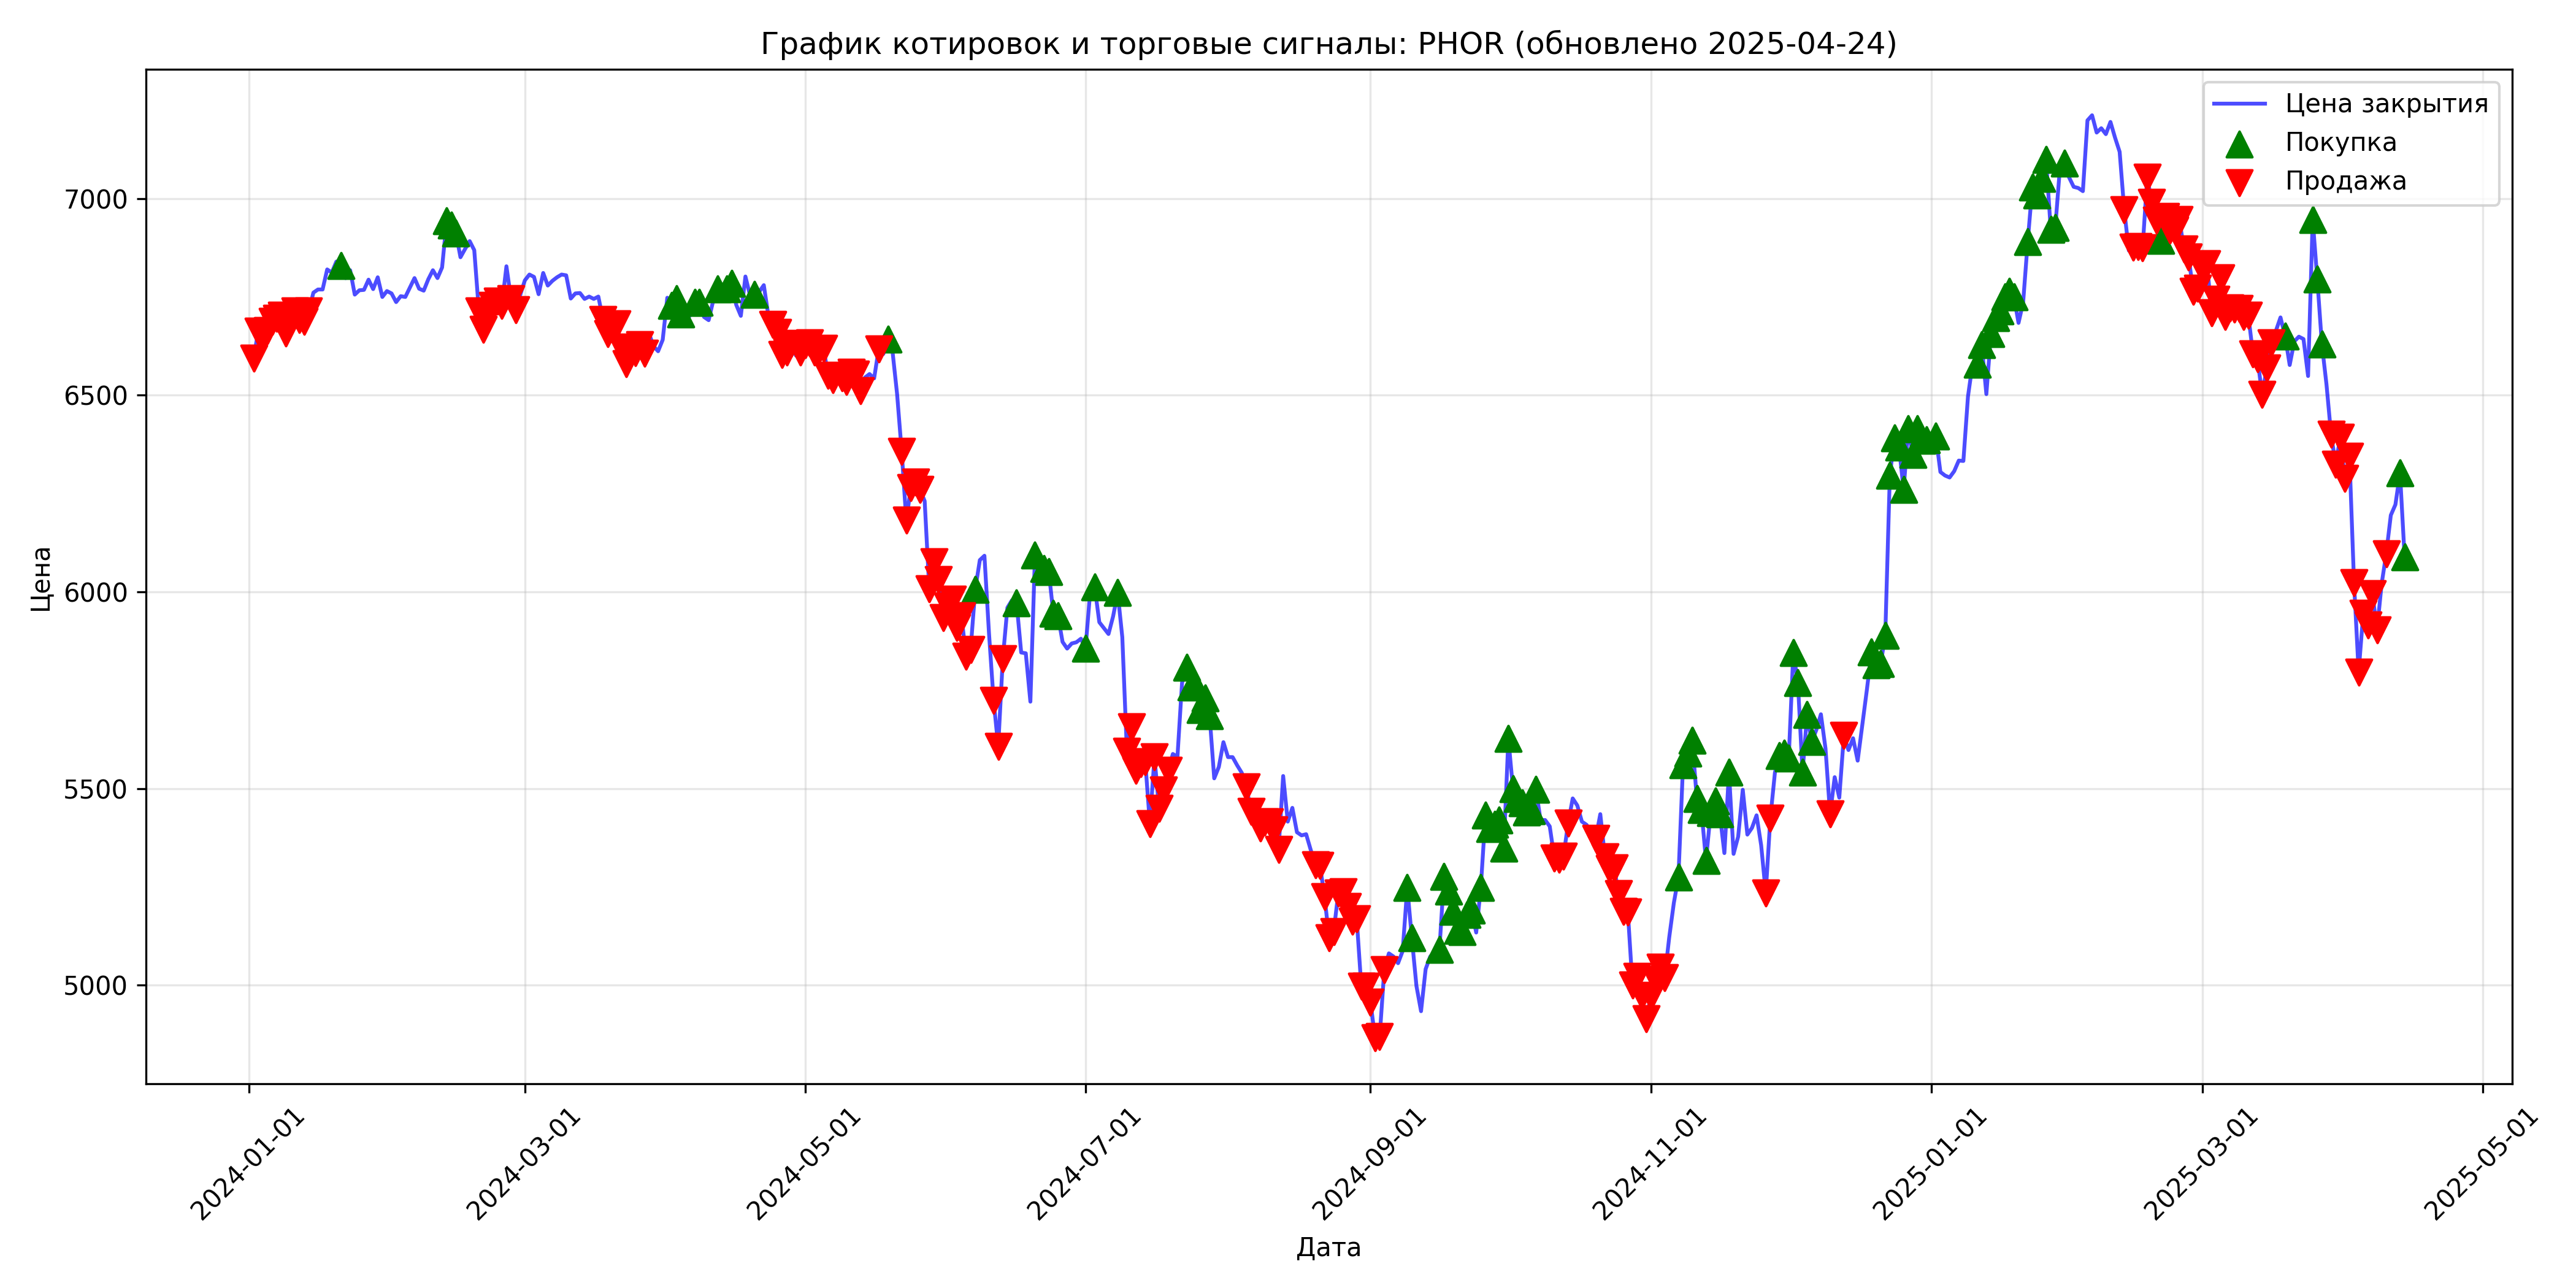 График котировок и торговые сигналы: PHOR (обновлено 2025-04-24)
Цена закрытия
Покупка
Продажа
Цена
7000
6500
6000
5500
5000
2024-01-01
2024-03-01
2024-05-01
2024-07-01
2024-09-01
2024-11-01
2025-01-01
2025-03-01
2025-05-01
Дата